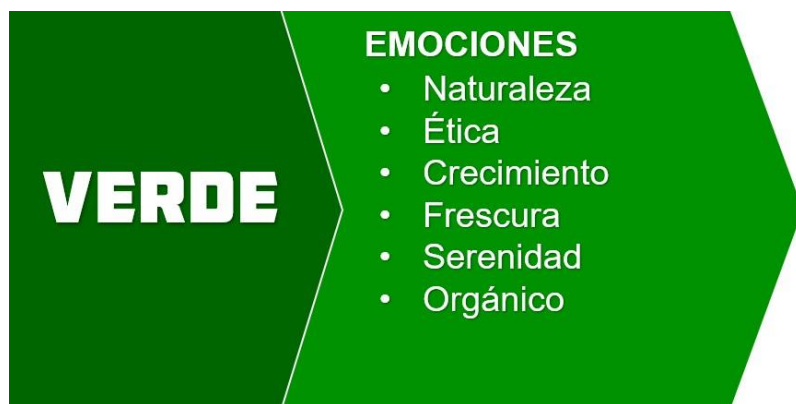 VERDE
EMOCIONES
• Naturaleza
• Ética
• Crecimiento
• Frescura
• Serenidad
• Orgánico